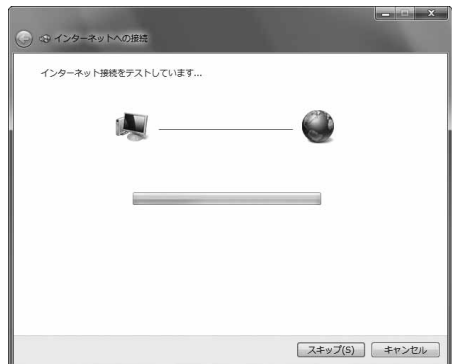 インターネットへの接続
インターネット接続をテストしています...
スキップ(S) キャンセル